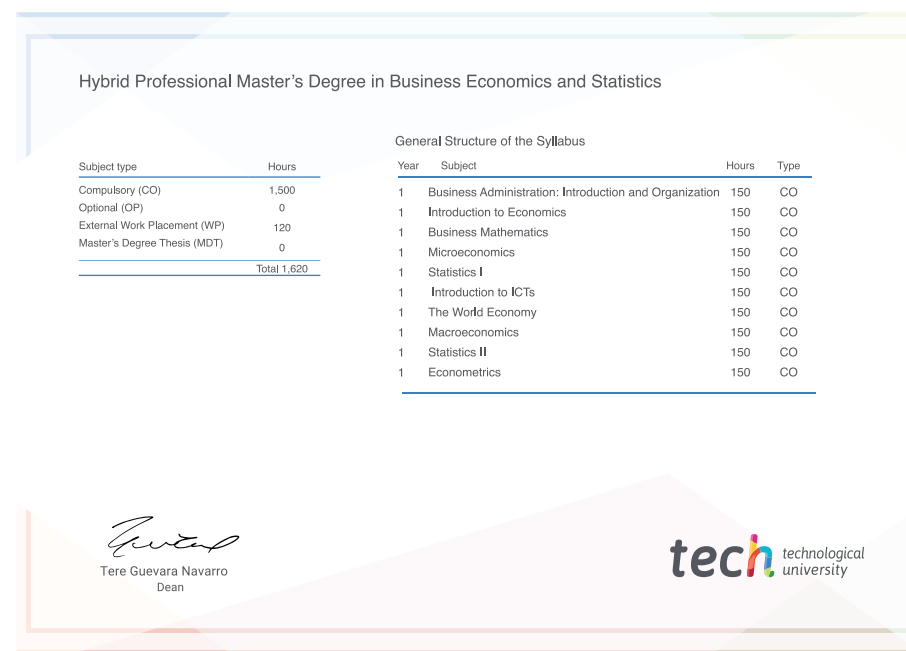 Hybrid Professional Master's Degree in Business Economics and Statistics
Subject type Hours
Compulsory (CO) 1,500
Optional (OP) 0
External Work Placement (WP) 120
Master's Degree Thesis (MDT) 0
Total 1,620
General Structure of the Syllabus
Year Subject Hours Type
1 Business Administration: Introduction and Organization 150 CO
1 Introduction to Economics 150 CO
1 Business Mathematics 150 CO
1 Microeconomics 150 CO
1 Statistics I 150 CO
1 Introduction to ICTs 150 CO
1 The World Economy 150 CO
1 Macroeconomics 150 CO
1 Statistics II 150 CO
1 Econometrics 150 CO
Tere Guevara Navarro
Dean
tech technological
university